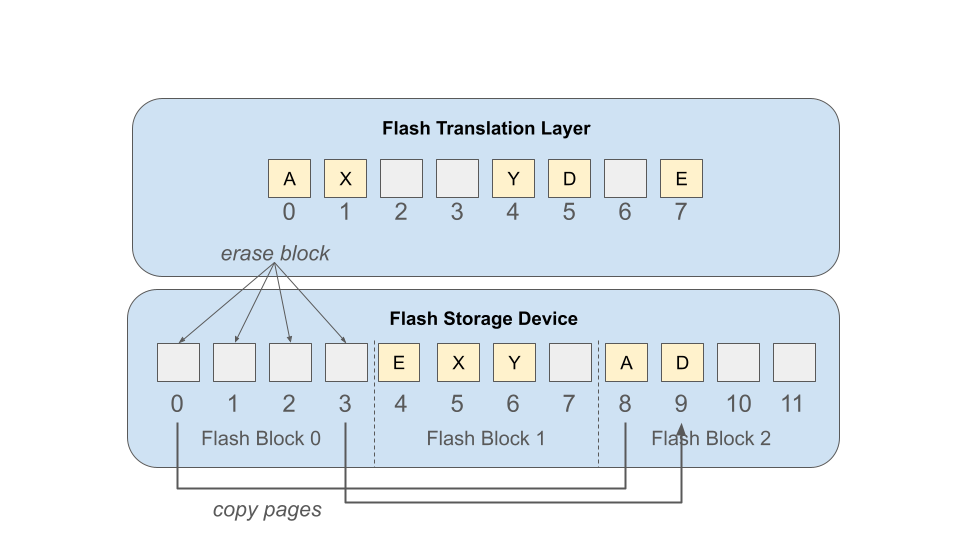 Flash Translation Layer
A X Y D E
0 1 2 3 4 5 6 7
erase block
Flash Storage Device
E X Y A D
0 1 2 3 4 5 6 7 8 9 10 11
Flash Block 0 Flash Block 1 Flash Block 2
copy pages